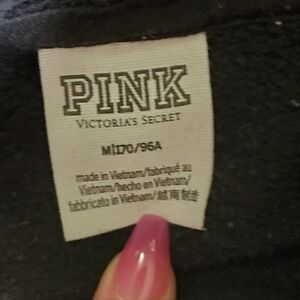 PINK
VICTORIA'S SECRET
M|170/96A
made in Vietnam/fabriqué au
Vietnam/hecho en Vietnam/
fabbricato in Vietnam/越南制造